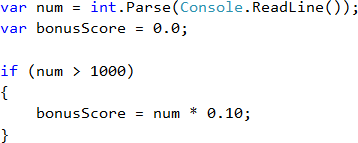 var num = int.Parse(Console.ReadLine());
var bonusScore = 0.0;

if (num > 1000)
{
    bonusScore = num * 0.10;
}